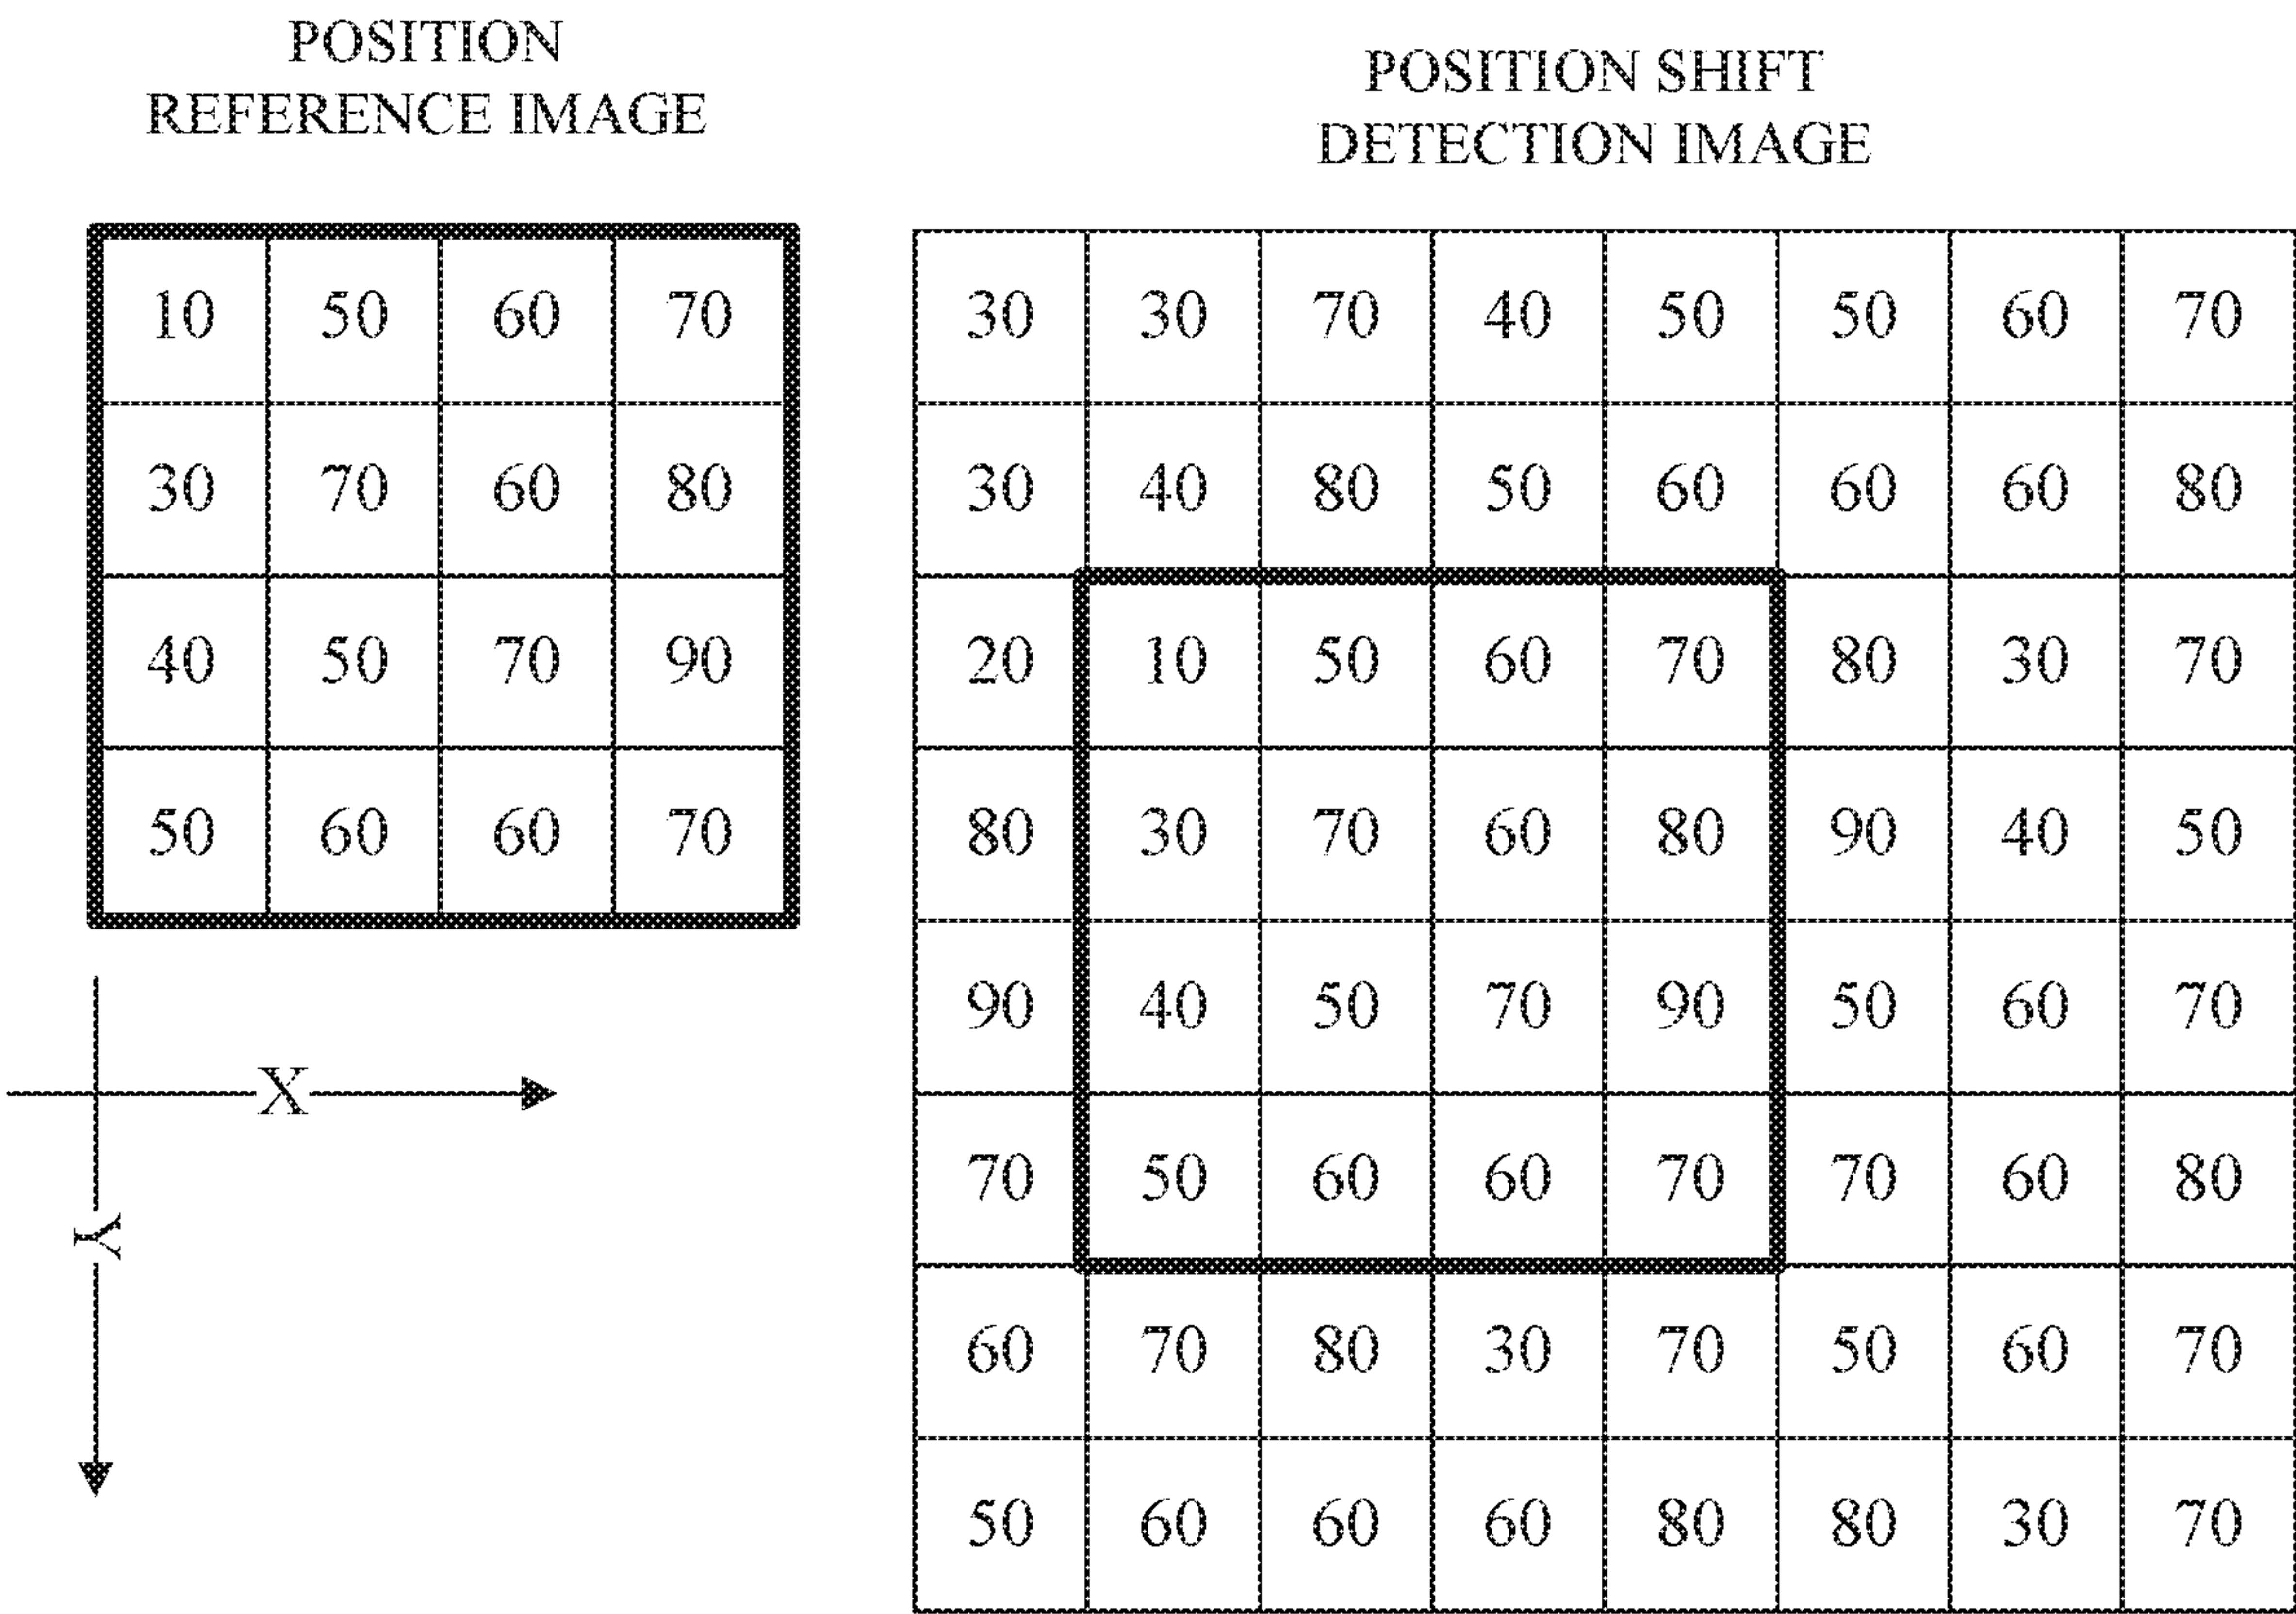 POSITION
REFERENCE IMAGE
10 50 60 70
30 70 60 80
40 50 70 90
50 60 60 70
X
Y
POSITION SHIFT
DETECTION IMAGE
30 30 70 40 50 50 60 70
30 40 80 50 60 60 60 80
20 10 50 60 70 80 30 70
80 30 70 60 80 90 40 50
90 40 50 70 90 50 60 70
70 50 60 60 70 70 60 80
60 70 80 30 70 50 60 70
50 60 60 60 80 80 30 70